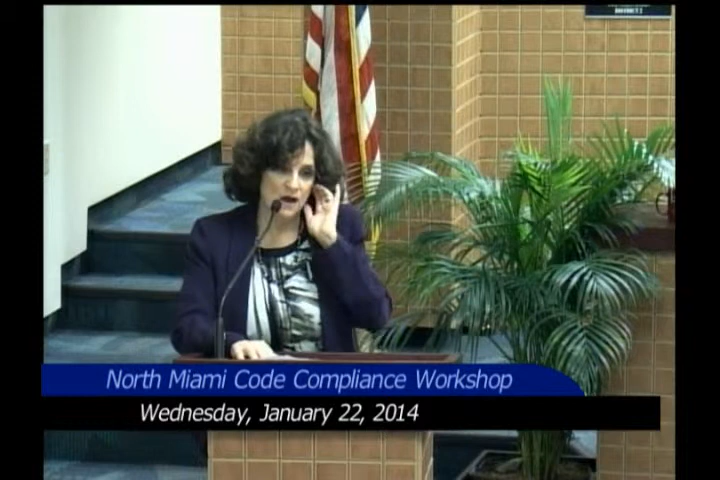 North Miami Code Compliance Workshop
Wednesday, January 22, 2014